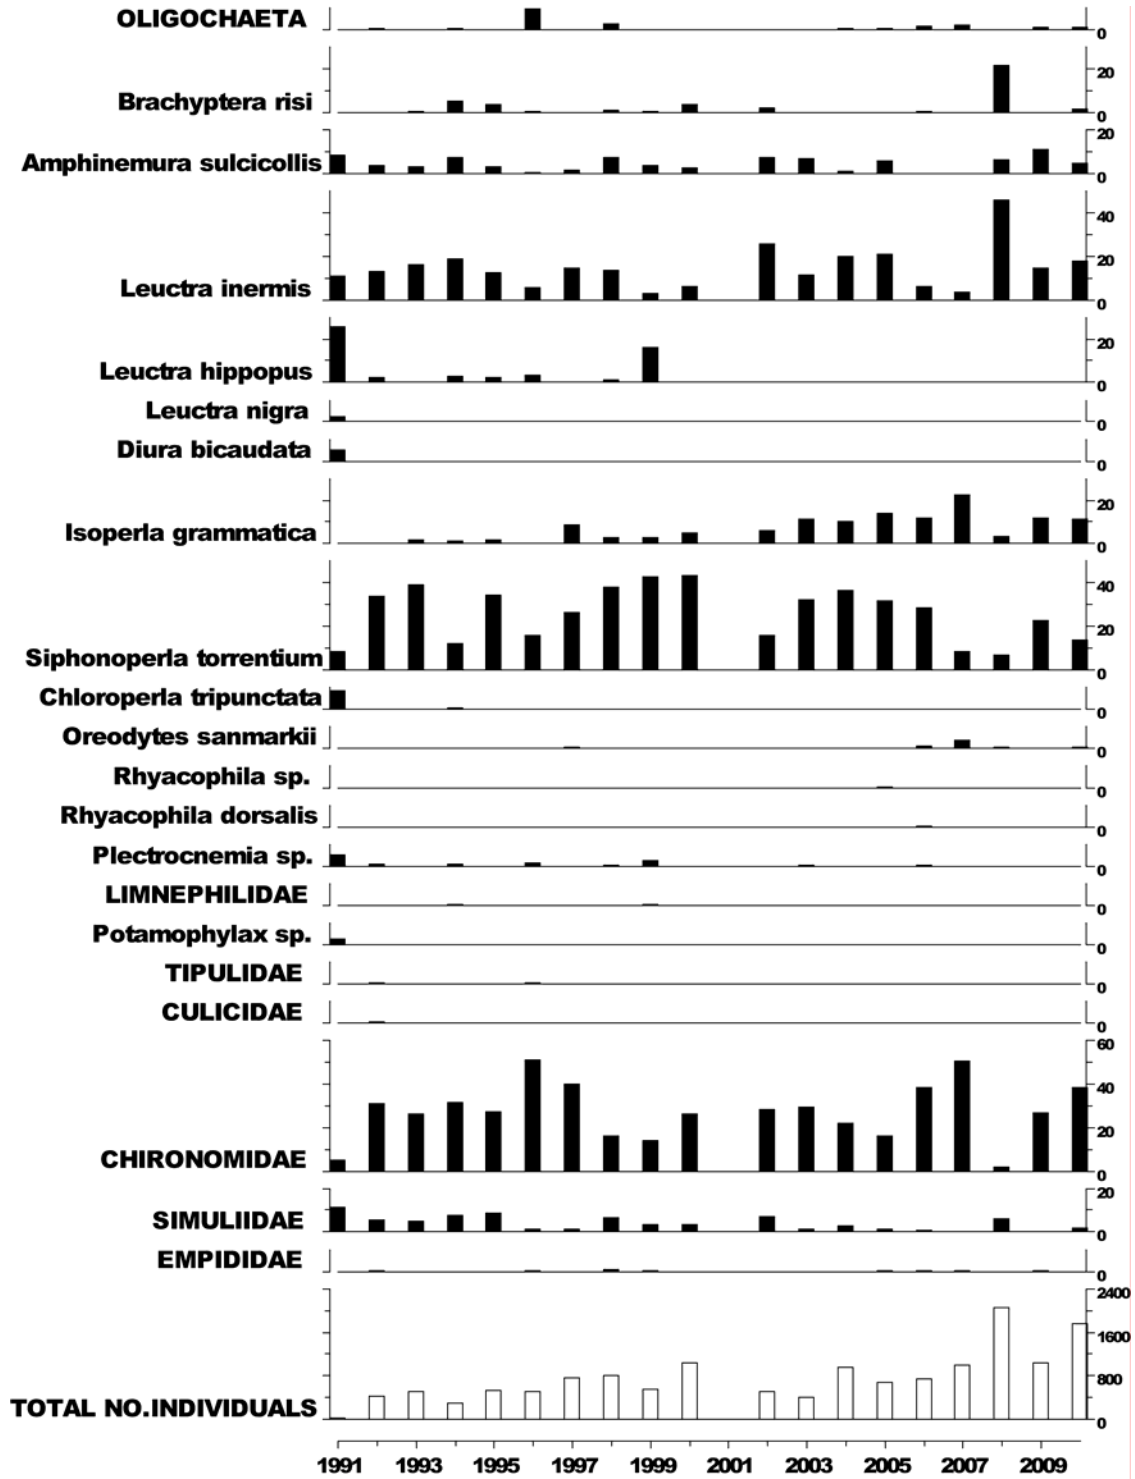 OLIGOCHAETA
0
20
Brachyptera risi
0
20
Amphinemura sulcicollis
0
40
20
Leuctra inermis
0
20
Leuctra hippopus
0
Leuctra nigra
0
Diura bicaudata
0
20
Isoperla grammatica
0
40
20
Siphonoperla torrentium
0
Chloroperla tripunctata
0
Oreodytes sanmarkii
0
Rhyacophila sp.
0
Rhyacophila dorsalis
0
Plectrocnemia sp.
0
LIMNEPHILIDAE
0
Potamophylax sp.
0
TIPULIDAE
0
CULICIDAE
0
60
40
20
CHIRONOMIDAE
0
20
SIMULIIDAE
0
EMPIDIDAE
0
2400
1600
800
TOTAL NO.INDIVIDUALS
0
1991 1993 1995 1997 1999 2001 2003 2005 2007 2009